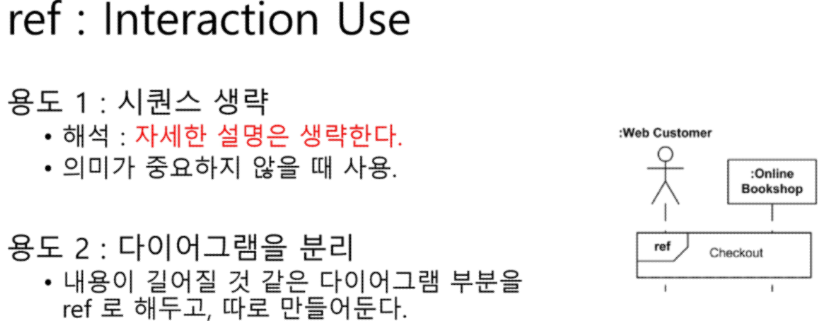 ref : Interaction Use
용도 1 : 시퀀스 생략
• 해석 : 자세한 설명은 생략한다.
• 의미가 중요하지 않을 때 사용.
용도 2 : 다이어그램을 분리
• 내용이 길어질 것 같은 다이어그램 부분을
ref 로 해두고, 따로 만들어둔다.
:Web Customer
:Online
Bookshop
ref
Checkout